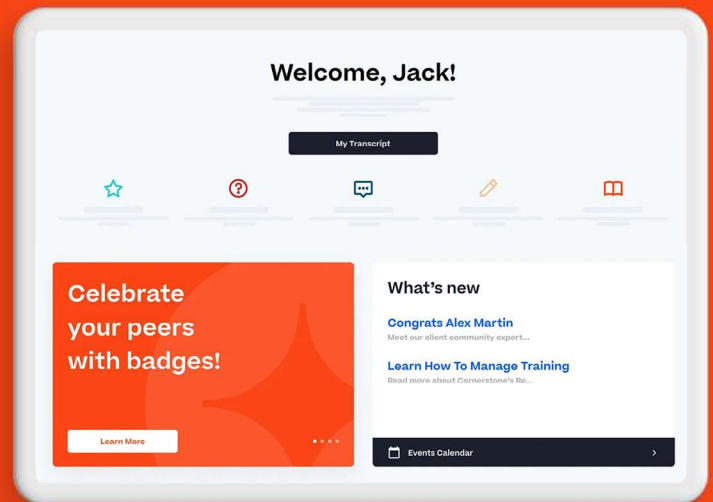 Welcome, Jack!
My Transcript
Celebrate
your peers
with badges!
Learn More
What's new
Congrats Alex Martin
Meet our client community expert...
Learn How To Manage Training
Read more about Cornerstone's Re...
Events Calendar